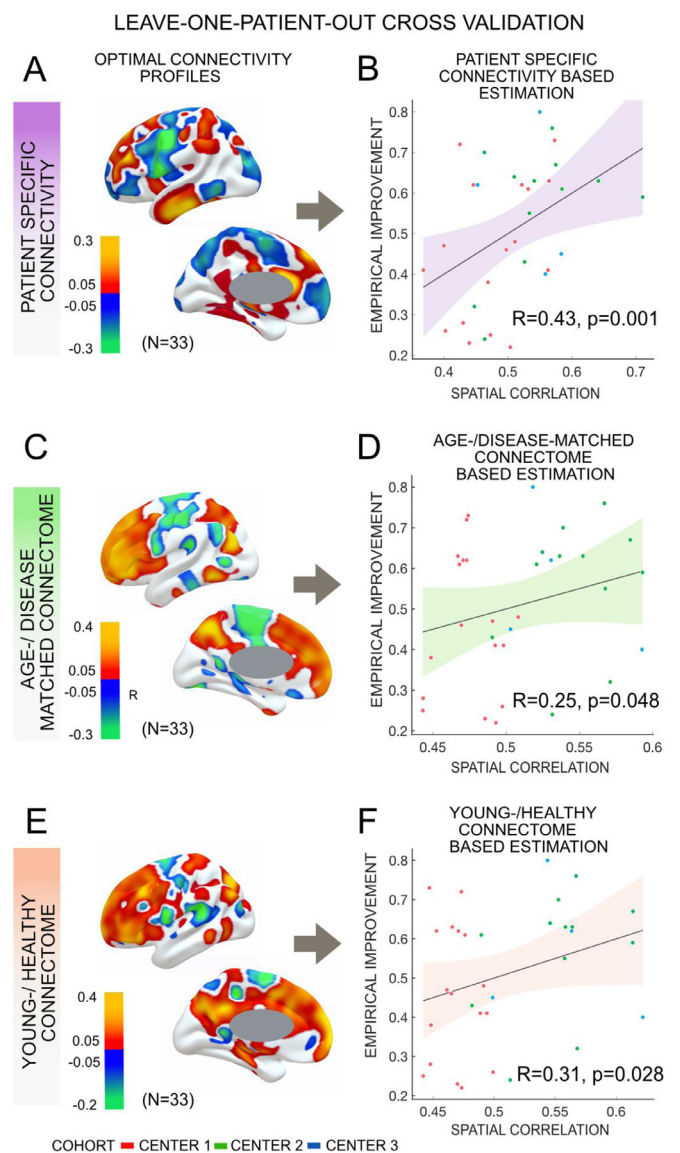 LEAVE-ONE-PATIENT-OUT CROSS VALIDATION
A
OPTIMAL CONNECTIVITY
PROFILES
PATIENT SPECIFIC
CONNECTIVITY
0.3
0.05
-0.05
-0.3
(N=33)
B
PATIENT SPECIFIC
CONNECTIVITY BASED
ESTIMATION
EMPIRICAL IMPROVEMENT
0.8
0.7
0.6
0.5
0.4
0.3
0.2
R=0.43, p=0.001
0.4 0.5 0.6 0.7
SPATIAL CORRLATION
C
AGE-/ DISEASE
MATCHED CONNECTOME
0.4
0.05
-0.05
R
-0.3
(N=33)
D
AGE-/DISEASE-MATCHED
CONNECTOME
BASED ESTIMATION
EMPIRICAL IMPROVEMENT
0.8
0.7
0.6
0.5
0.4
0.3
0.2
R=0.25, p=0.048
0.45 0.5 0.55 0.6
SPATIAL CORRELATION
E
YOUNG-/ HEALTHY
CONNECTOME
0.4
0.05
-0.05
-0.2
(N=33)
F
YOUNG-/HEALTHY
CONNECTOME
BASED ESTIMATION
EMPIRICAL IMPROVEMENT
0.8
0.7
0.6
0.5
0.4
0.3
0.2
R=0.31, p=0.028
0.45 0.5 0.55 0.6
SPATIAL CORRELATION
COHORT CENTER 1 CENTER 2 CENTER 3